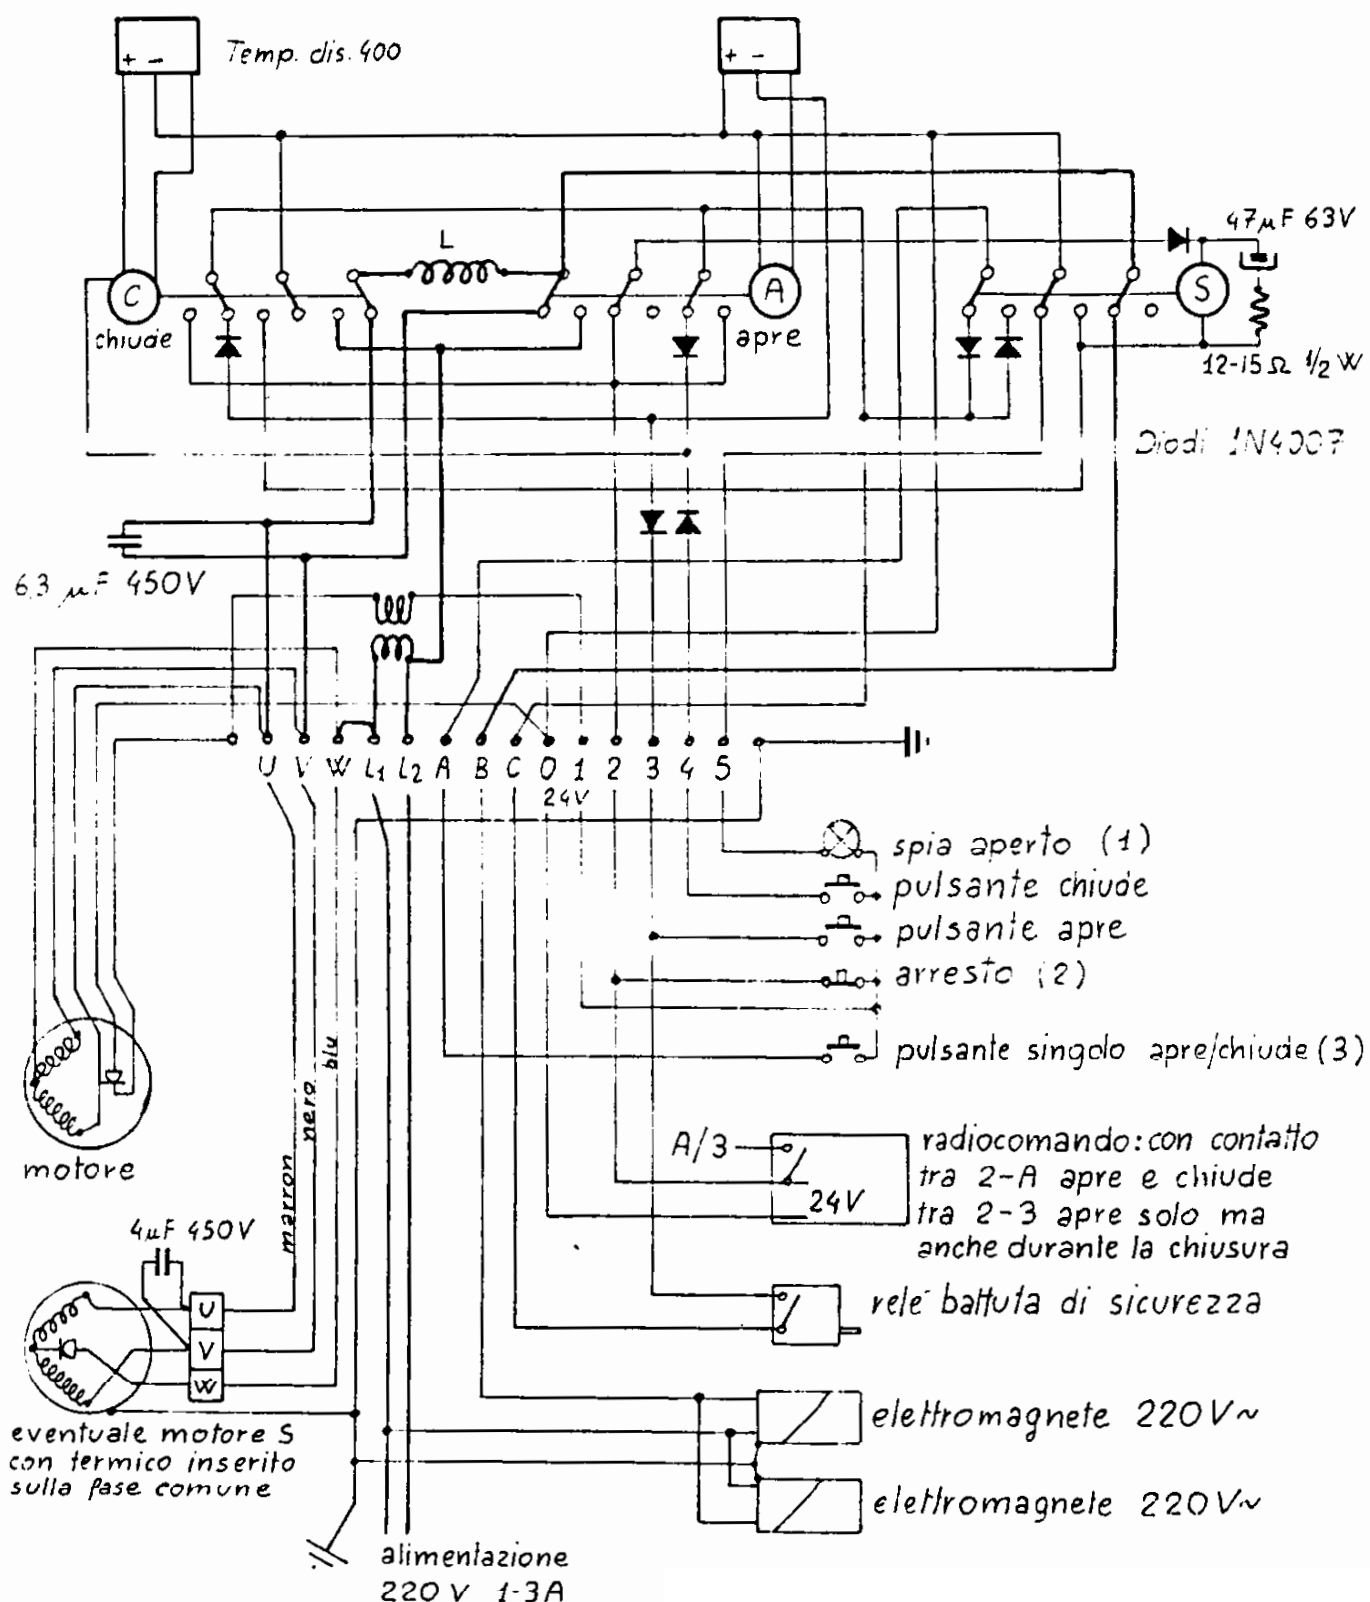 Temp. dis. 400
+ -
+ -
L
C
chiude
A
apre
S
47µF 63V
12-15Ω ½ W
Diodi 1N4007
6,3 µF 450V
U V W L1 L2 A B C 0 1 2 3 4 5
24V
spia aperto (1)
pulsante chiude
pulsante apre
arresto (2)
pulsante singolo apre/chiude (3)
motore
marron
nero
blu
A/3
24V
radiocomando: con contatto
tra 2-A apre e chiude
tra 2-3 apre solo ma
anche durante la chiusura
4µF 450V
U
V
W
relé battuta di sicurezza
eventuale motore S
con termico inserito
sulla fase comune
elettromagnete 220V~
elettromagnete 220V~
alimentazione
220 V 1-3A